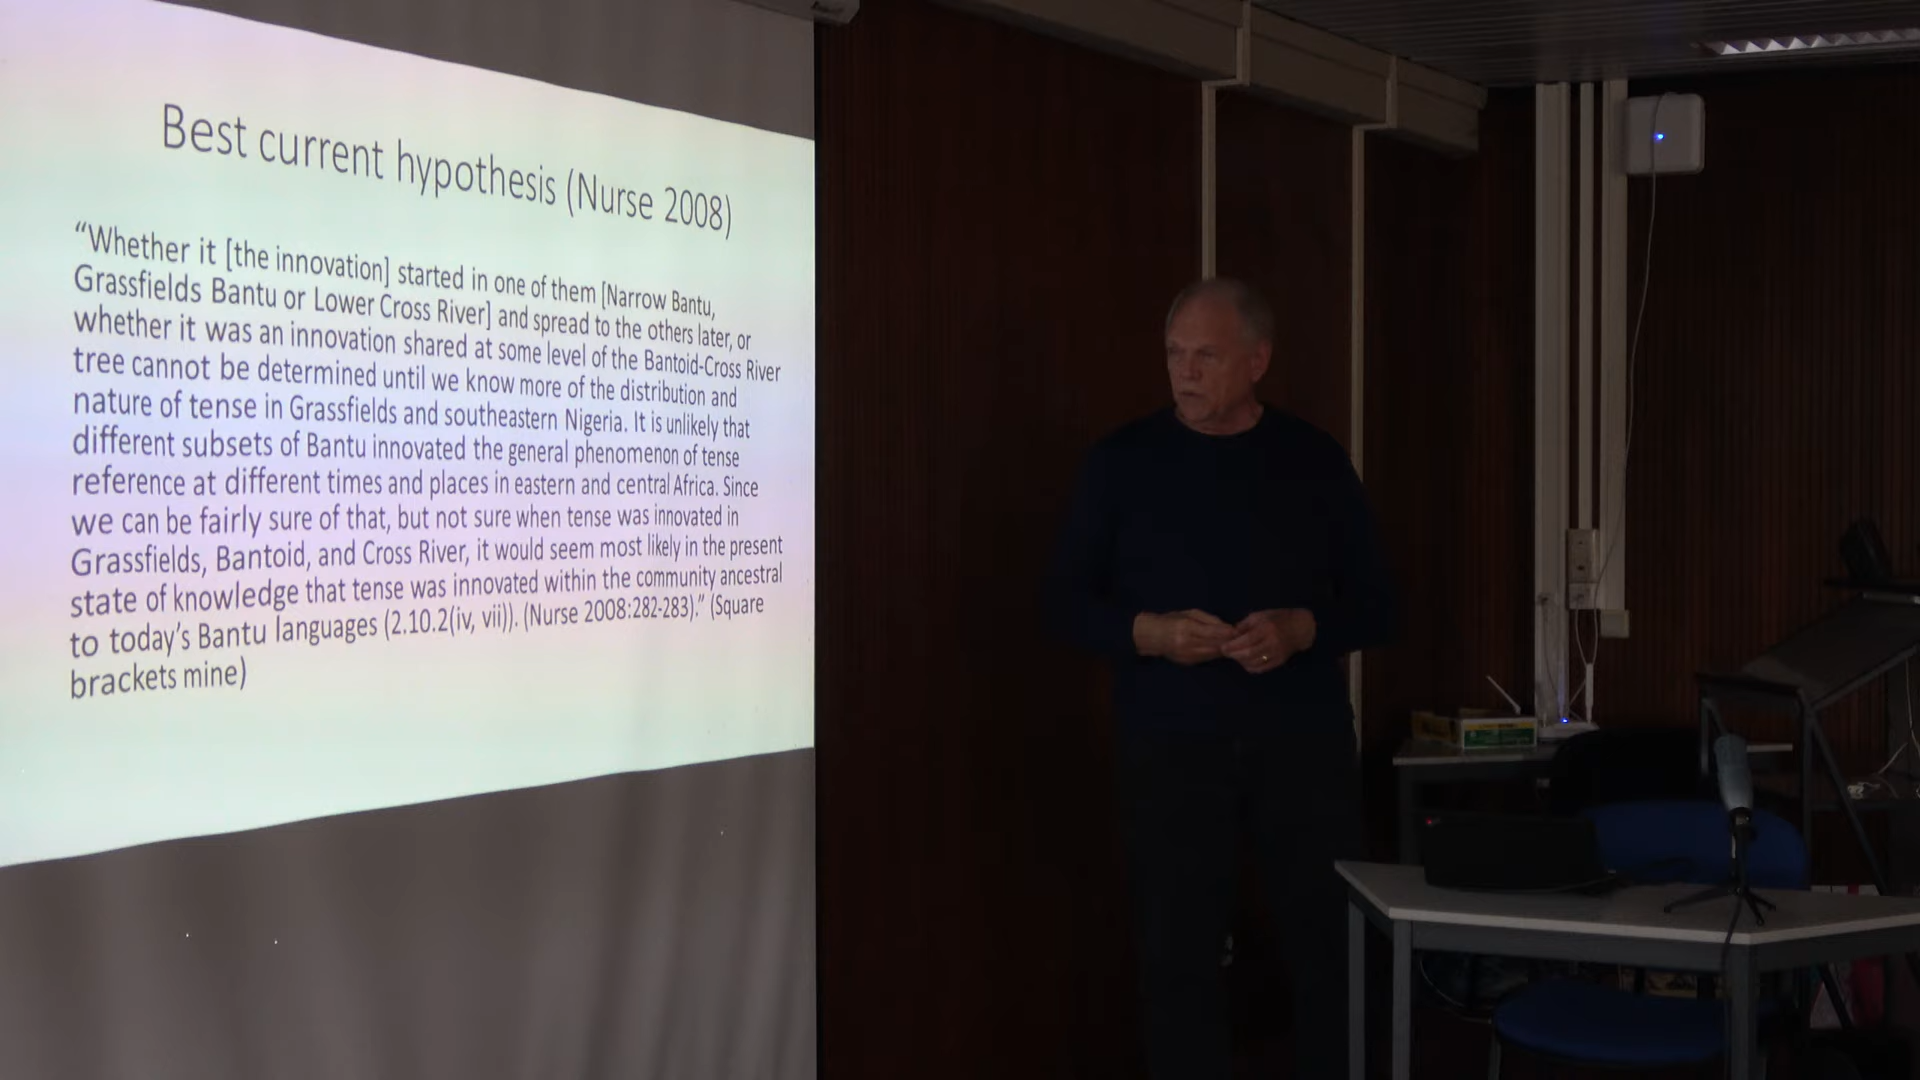 Best current hypothesis (Nurse 2008)
“Whether it [the innovation] started in one of them [Narrow Bantu,
Grassfields Bantu or Lower Cross River] and spread to the others later, or
whether it was an innovation shared at some level of the Bantoid-Cross River
tree cannot be determined until we know more of the distribution and
nature of tense in Grassfields and southeastern Nigeria. It is unlikely that
different subsets of Bantu innovated the general phenomenon of tense
reference at different times and places in eastern and central Africa. Since
we can be fairly sure of that, but not sure when tense was innovated in
Grassfields, Bantoid, and Cross River, it would seem most likely in the present
state of knowledge that tense was innovated within the community ancestral
to today’s Bantu languages (2.10.2(iv, vii)). (Nurse 2008:282-283).” (Square
brackets mine)